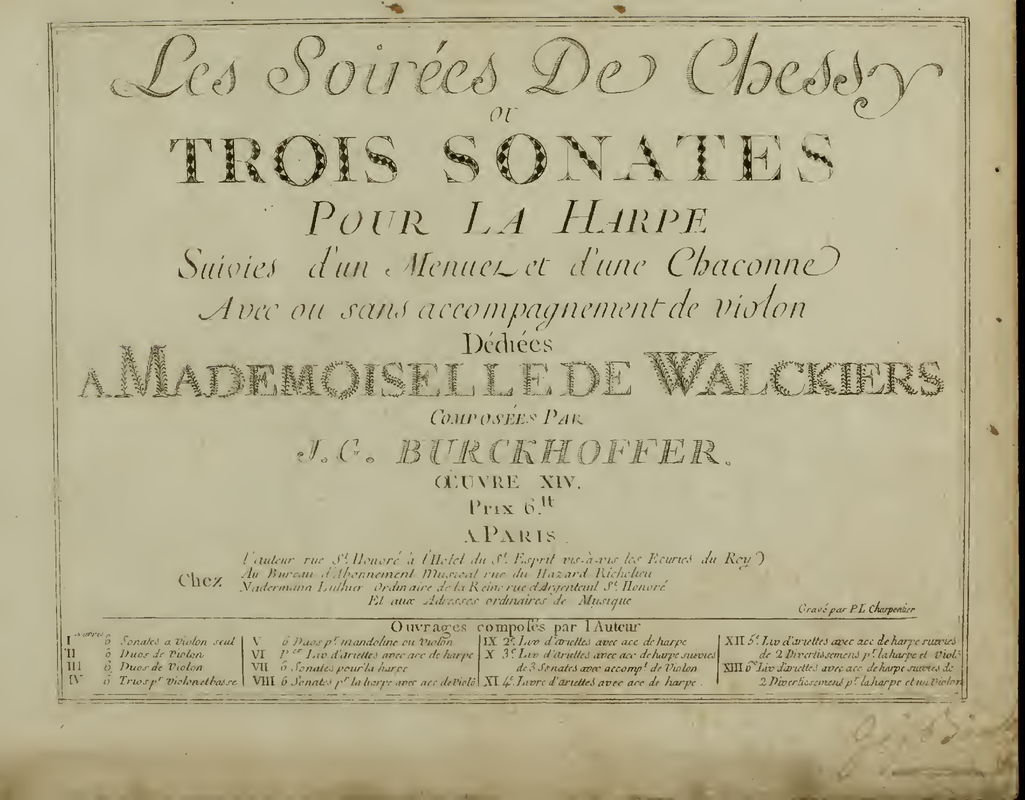 Les Soirées De Chessy
ou
TROIS SONATES
POUR LA HARPE
Suivies d'un Menuet et d'une Chaconne
Avec ou sans accompagnement de violon
Dédiées
A MADEMOISELLE DE WALCKIERS
COMPOSÉES PAR
J. G. BURCKHOFFER.
ŒUVRE XIV.
Prix 6.tt
A PARIS.
Chez
l'auteur rue St. Honoré à l'Hotel du St. Esprit vis-à-vis les Ecuries du Roy
Au Bureau d'Abonnement Musical rue du Hazard Richelieu
Nadermann Luthier Ordinaire de la Reine rue d'Argenteuil St. Honoré
Et aux Adresses ordinaires de Musique
Gravé par P.L. Charpentier
Ouvrages composés par l'Auteur
I 6 Sonates a violon seul
II 6 Duos de Violon
III 6 Duos de Violon
IV 6 Trios pr. Violon et basse
V 6 Duos pr. mandoline ou Violon
VI 1er Liv d'ariettes avec acc de harpe
VII 6 Sonates pour la harpe
VIII 6 Sonates pr. la harpe avec acc de Violō
IX 2e. Liv d'ariettes avec acc de harpe
X 3e. Liv d'ariettes avec acc de harpe suivies
de 3 Sonates avec accompt. de Violon
XI 4e. Livre d'ariettes avec acc de harpe.
XII 5e. Liv d'ariettes avec acc de harpe suivies
de 2 Divertissemens pr. la harpe et Violō
XIII 6e Liv d'ariettes avec acc de harpe suivies de
2 Divertissemens pr. la harpe et un Violon